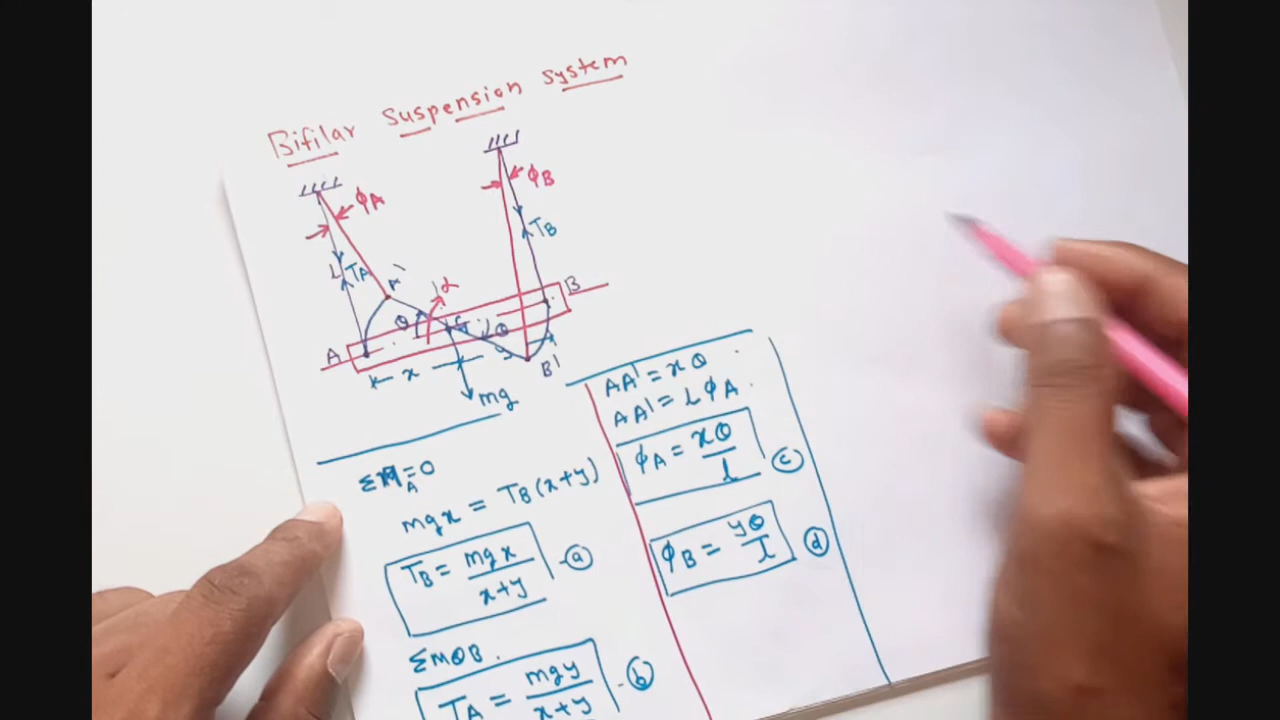 Bifilar Suspension System
ϕA
ϕB
L
TA
TB
A'
α
B
θ
G
θ
A
x
y
B'
mg
ΣM_A=0
mgx = TB(x+y)
TB = mgx / x+y - ⓐ
ΣM@B.
TA = mgy / x+y - ⓑ
AA' = xθ
AA' = LϕA
ϕA = xθ / l ⓒ
ϕB = yθ / l ⓓ